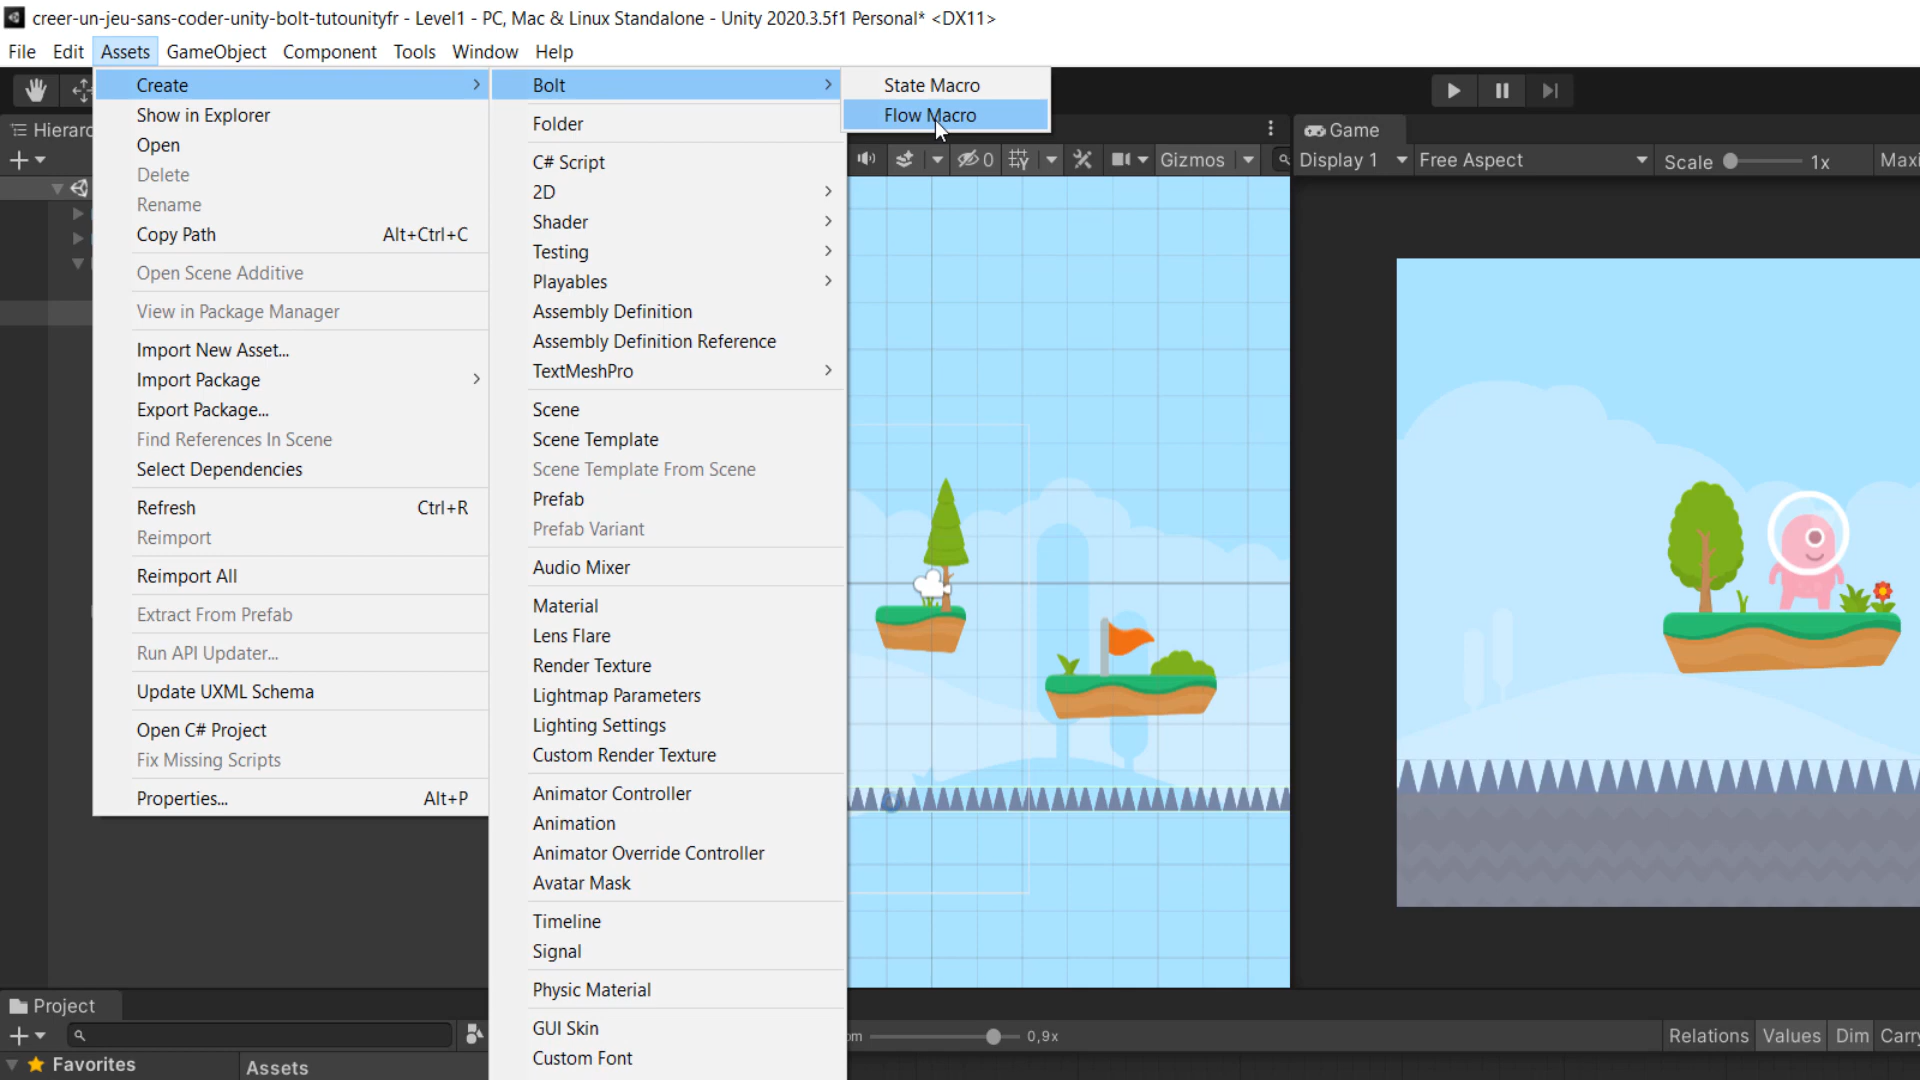 creer-un-jeu-sans-coder-unity-bolt-tutounityfr - Level1 - PC, Mac & Linux Standalone - Unity 2020.3.5f1 Personal* <DX11>
File Edit Assets GameObject Component Tools Window Help
Create
Show in Explorer
Open
Delete
Rename
Copy Path Alt+Ctrl+C
Open Scene Additive
View in Package Manager
Import New Asset...
Import Package
Export Package...
Find References In Scene
Select Dependencies
Refresh Ctrl+R
Reimport
Reimport All
Extract From Prefab
Run API Updater...
Update UXML Schema
Open C# Project
Fix Missing Scripts
Properties... Alt+P
Bolt
Folder
C# Script
2D
Shader
Testing
Playables
Assembly Definition
Assembly Definition Reference
TextMeshPro
Scene
Scene Template
Scene Template From Scene
Prefab
Prefab Variant
Audio Mixer
Material
Lens Flare
Render Texture
Lightmap Parameters
Lighting Settings
Custom Render Texture
Animator Controller
Animation
Animator Override Controller
Avatar Mask
Timeline
Signal
Physic Material
GUI Skin
Custom Font
State Macro
Flow Macro
Hierarc
0 Gizmos
Game
Display 1 Free Aspect Scale 1x Maxi
Project
om 0,9x Relations Values Dim Carry
Favorites
Assets